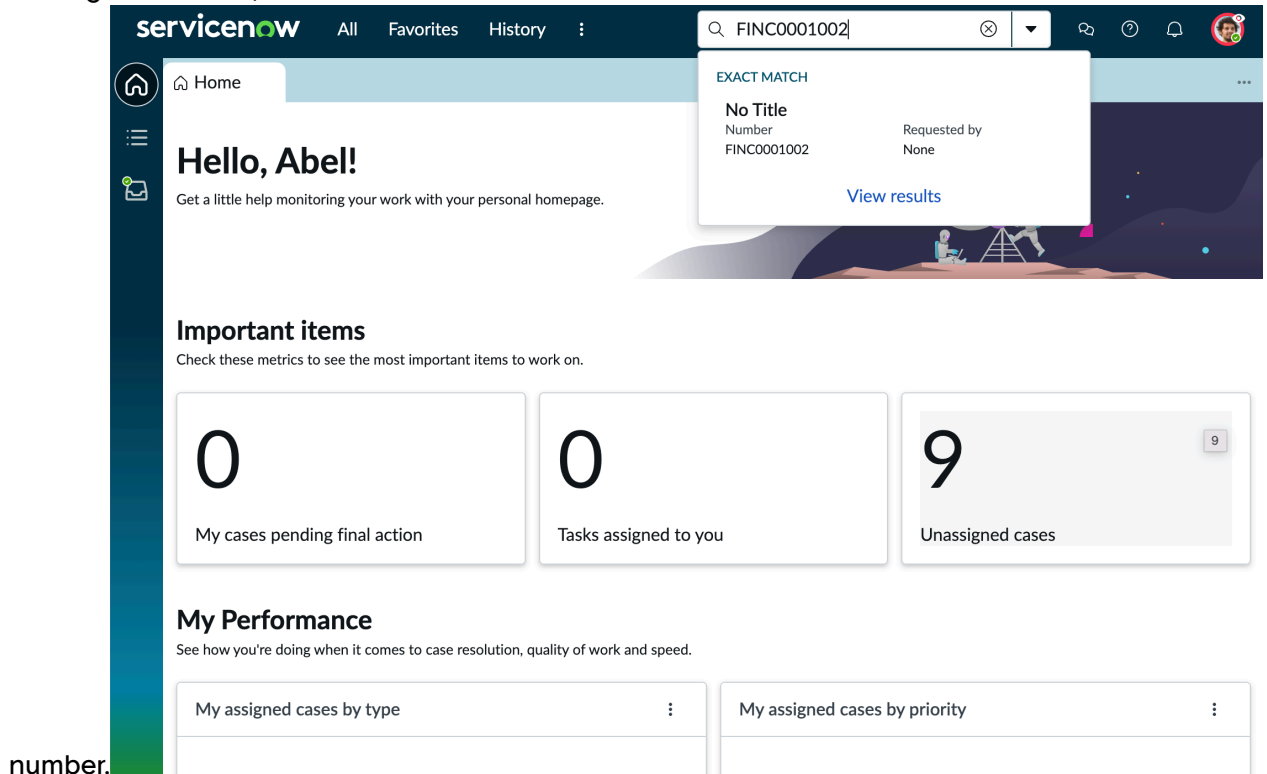 servicenow All Favorites History FINC0001002
Home
EXACT MATCH
No Title
Number Requested by
FINC0001002 None
View results
Hello, Abel!
Get a little help monitoring your work with your personal homepage.
Important items
Check these metrics to see the most important items to work on.
0 0 9 9
My cases pending final action Tasks assigned to you Unassigned cases
My Performance
See how you're doing when it comes to case resolution, quality of work and speed.
My assigned cases by type My assigned cases by priority
number.